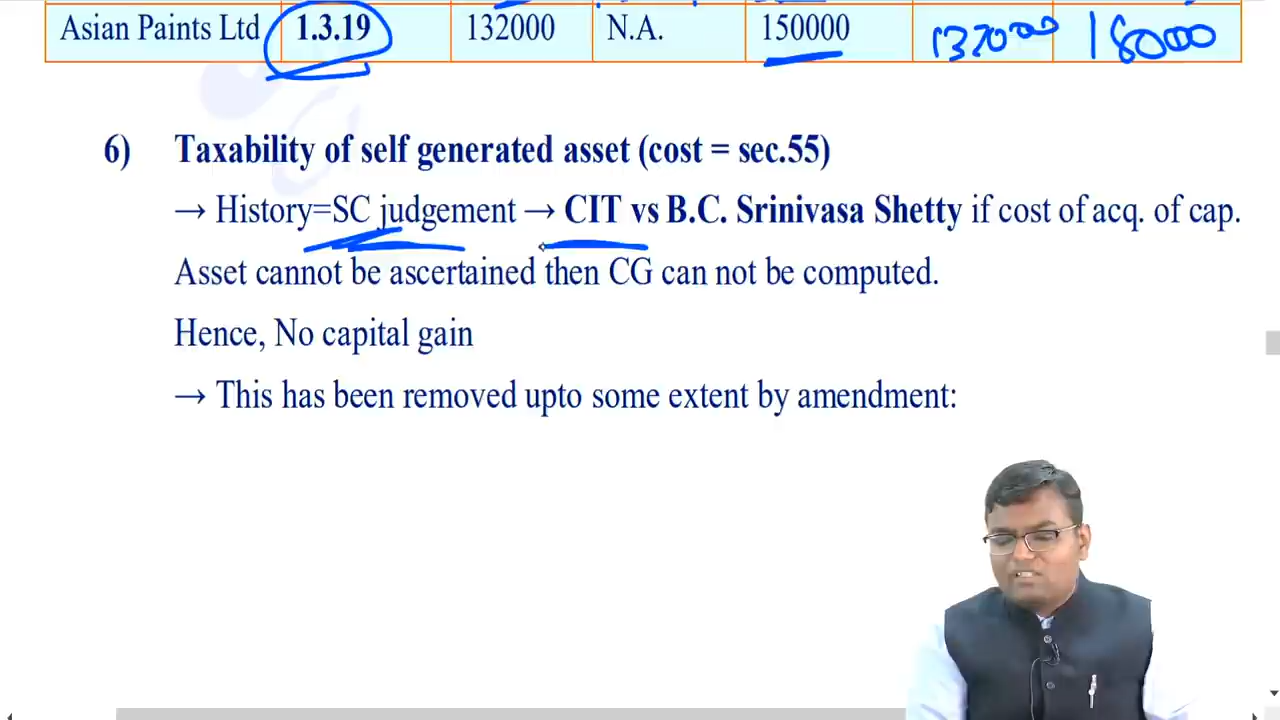 Asian Paints Ltd 1.3.19 132000 N.A. 150000 132000 180000
6) Taxability of self generated asset (cost = sec.55)
→ History=SC judgement → CIT vs B.C. Srinivasa Shetty if cost of acq. of cap.
Asset cannot be ascertained then CG can not be computed.
Hence, No capital gain
→ This has been removed upto some extent by amendment: